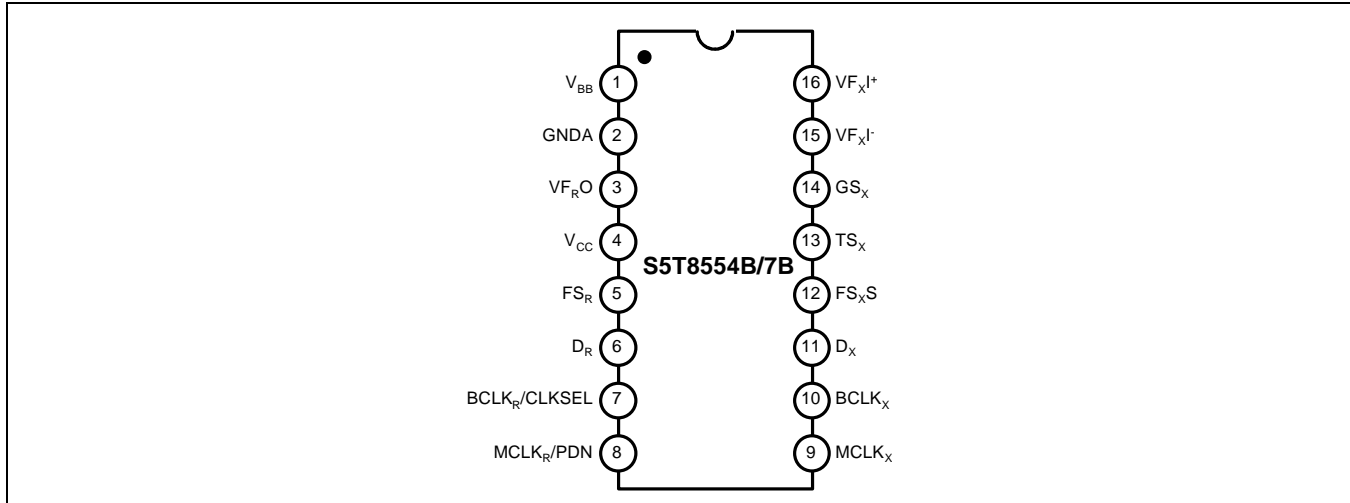 V_BB 1 16 VF_XI+
GNDA 2 15 VF_XI-
VF_RO 3 14 GS_X
V_CC 4 13 TS_X
S5T8554B/7B
FS_R 5 12 FS_XS
D_R 6 11 D_X
BCLK_R/CLKSEL 7 10 BCLK_X
MCLK_R/PDN 8 9 MCLK_X